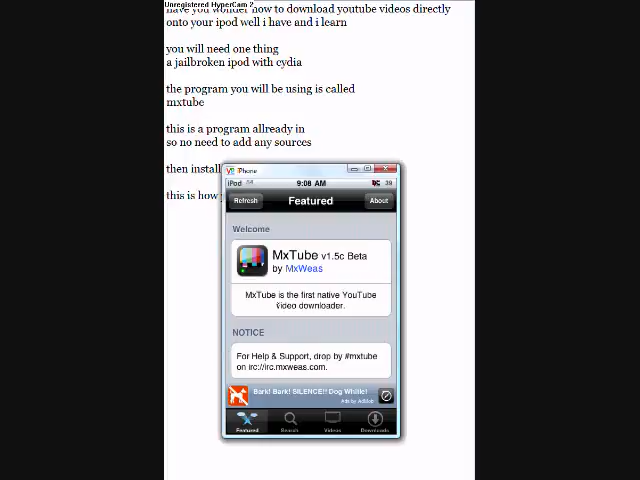 Unregistered HyperCam 2
have you wonder how to download youtube videos directly
onto your ipod well i have and i learn
you will need one thing
a jailbroken ipod with cydia
the program you will be using is called
mxtube
this is a program allready in
so no need to add any sources
then install
this is how
iPhone
iPod
9:08 AM
39
Refresh
Featured
About
Welcome
MxTube v1.5c Beta
by MxWeas
MxTube is the first native YouTube
video downloader.
NOTICE
For Help & Support, drop by #mxtube
on irc://irc.mxweas.com.
Bark! Bark! SILENCE!! Dog Whistle!
Ads by AdMob
Featured
Search
Videos
Downloads